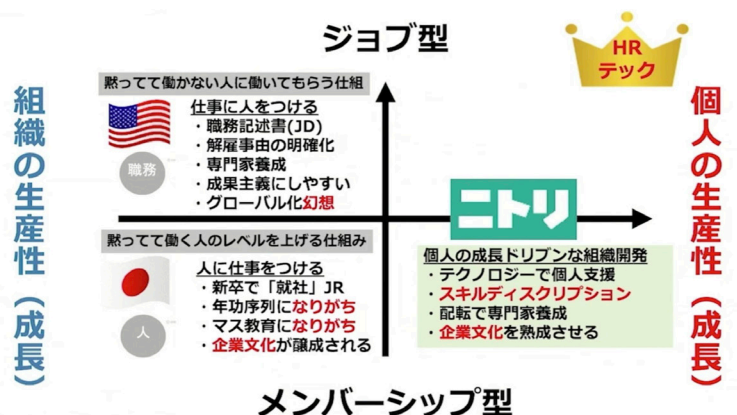 ジョブ型
HR
テック
組織の生産性（成長）
個人の生産性（成長）
黙ってて働かない人に働いてもらう仕組
仕事に人をつける
・職務記述書(JD)
・解雇事由の明確化
・専門家養成
・成果主義にしやすい
・グローバル化幻想
職務
ニトリ
黙ってて働く人のレベルを上げる仕組み
人に仕事をつける
・新卒で「就社」JR
・年功序列になりがち
・マス教育になりがち
・企業文化が譲成される
人
個人の成長ドリブンな組織開発
・テクノロジーで個人支援
・スキルディスクリプション
・配転で専門家養成
・企業文化を熟成させる
メンバーシップ型